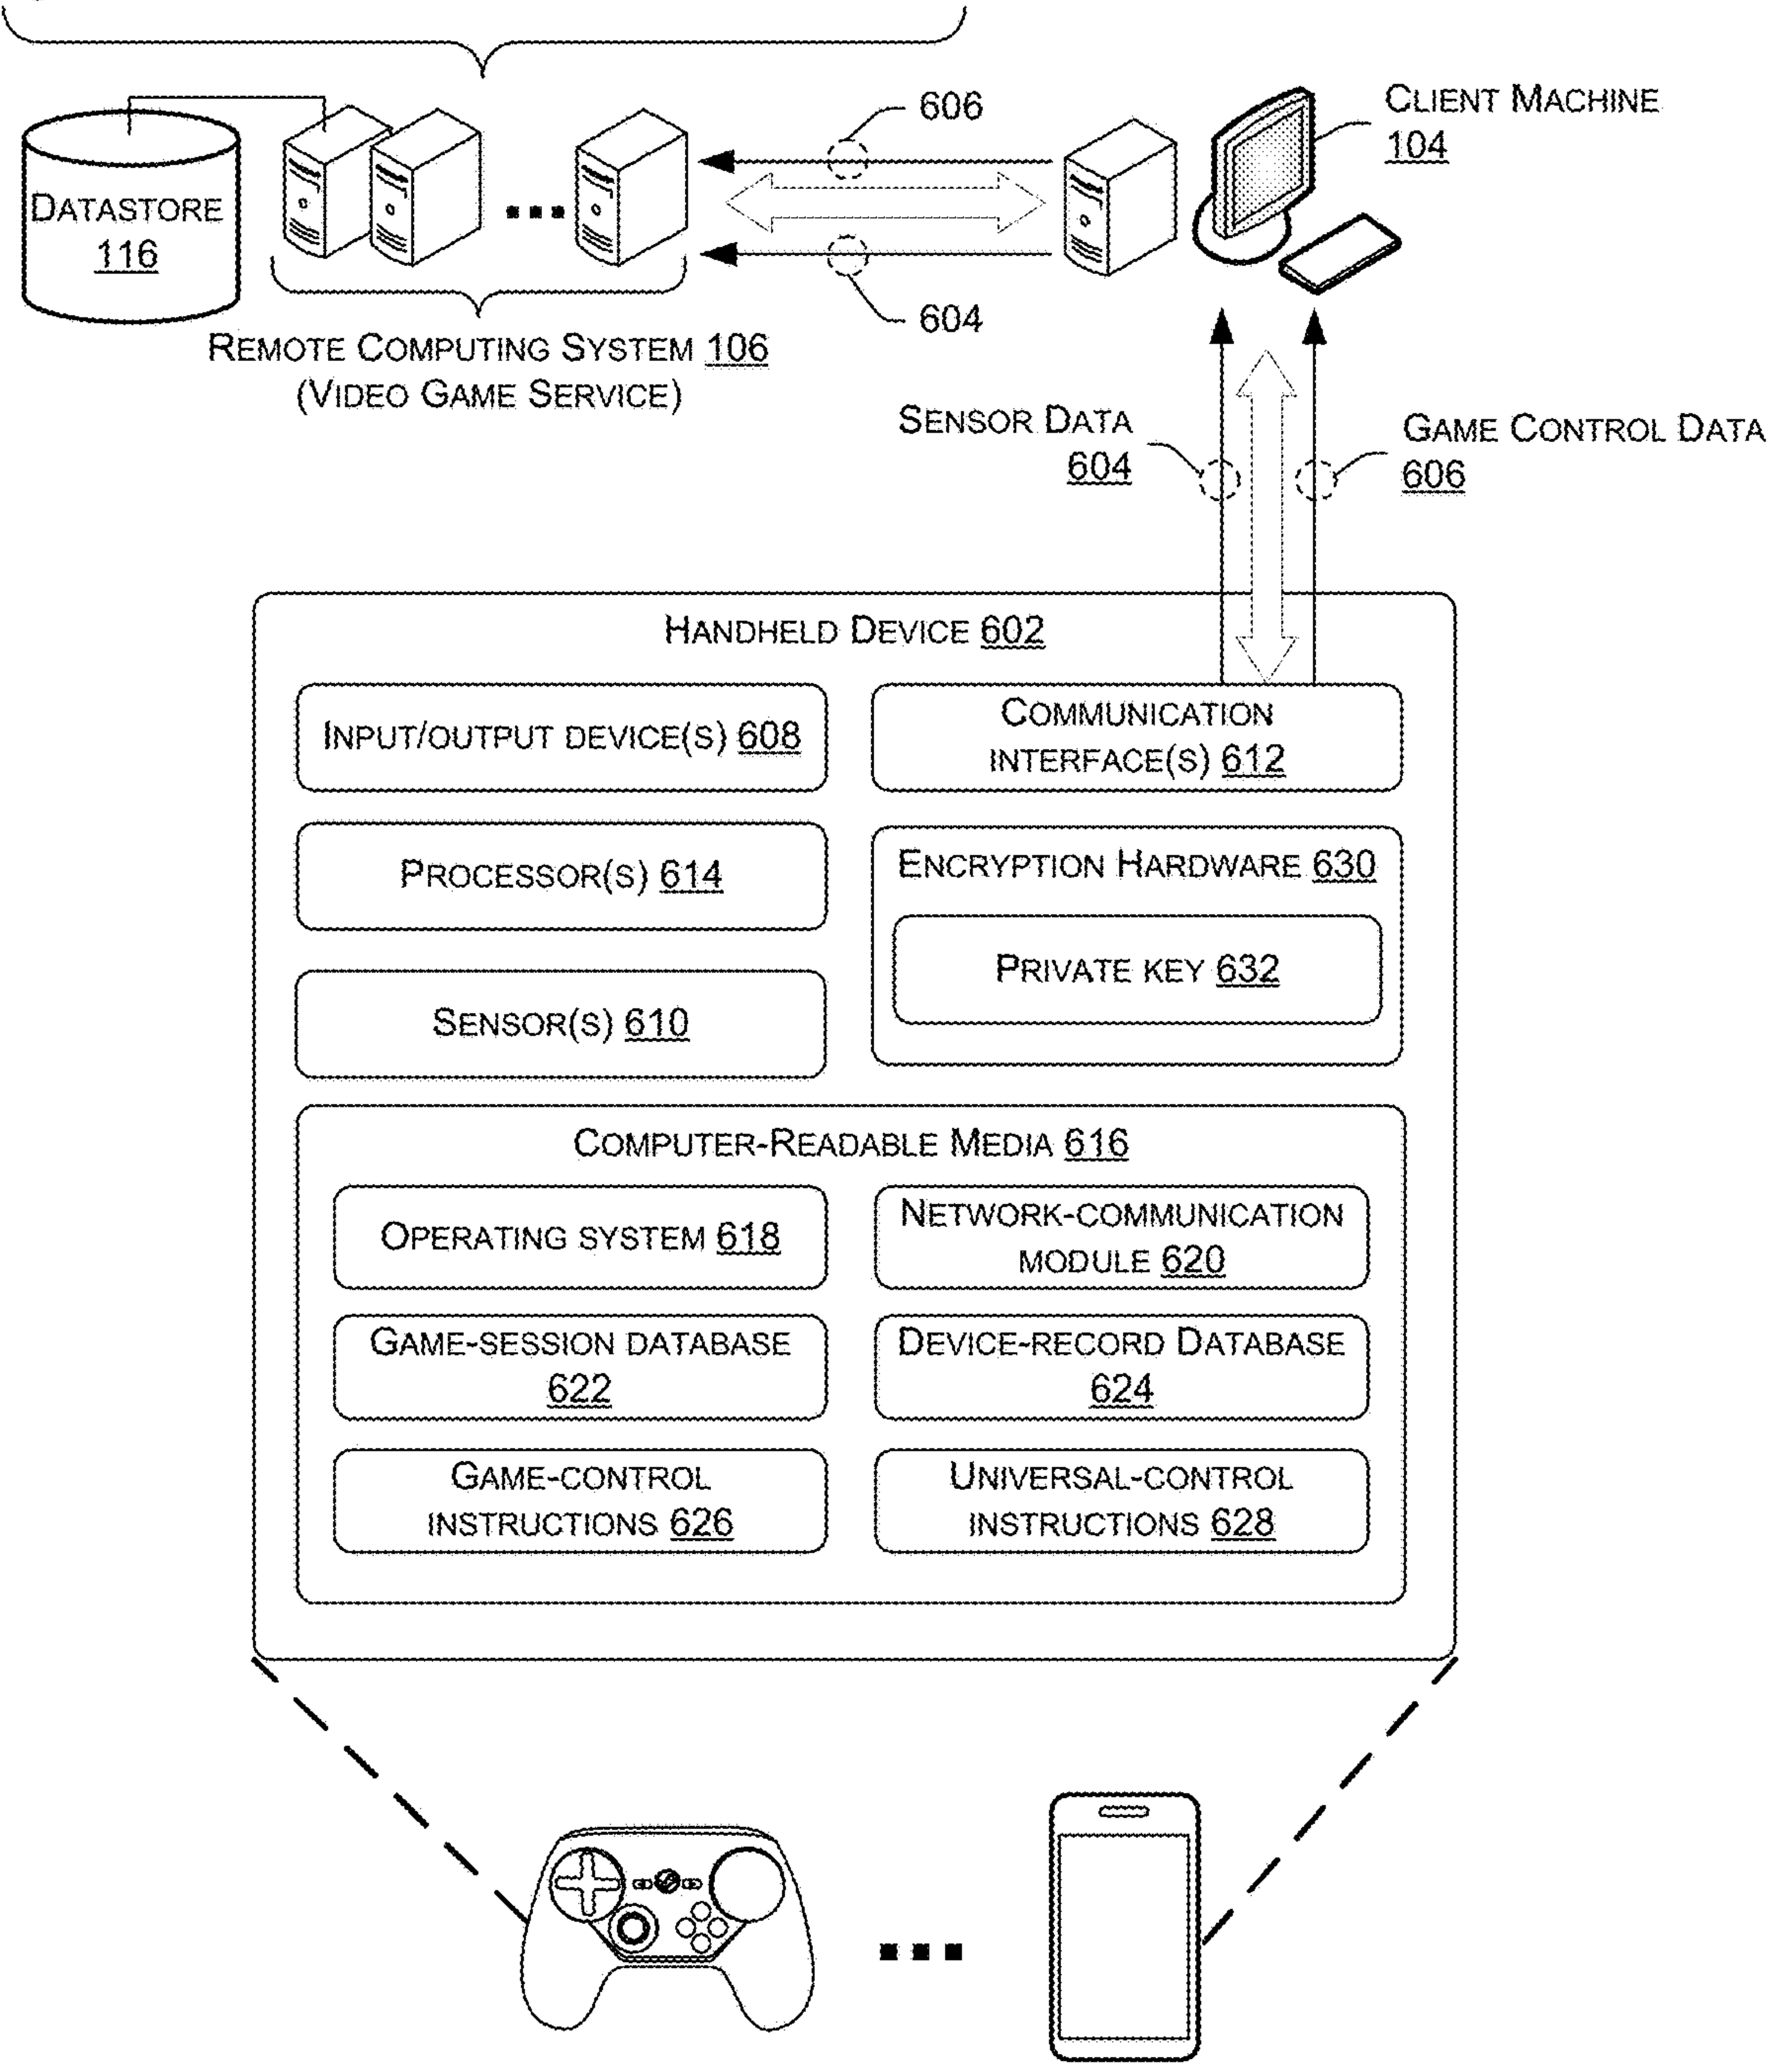 606
CLIENT MACHINE
104
DATASTORE
116
604
REMOTE COMPUTING SYSTEM 106
(VIDEO GAME SERVICE)
SENSOR DATA
604
GAME CONTROL DATA
606
HANDHELD DEVICE 602
INPUT/OUTPUT DEVICE(S) 608
COMMUNICATION
INTERFACE(S) 612
PROCESSOR(S) 614
ENCRYPTION HARDWARE 630
PRIVATE KEY 632
SENSOR(S) 610
COMPUTER-READABLE MEDIA 616
OPERATING SYSTEM 618
NETWORK-COMMUNICATION
MODULE 620
GAME-SESSION DATABASE
622
DEVICE-RECORD DATABASE
624
GAME-CONTROL
INSTRUCTIONS 626
UNIVERSAL-CONTROL
INSTRUCTIONS 628